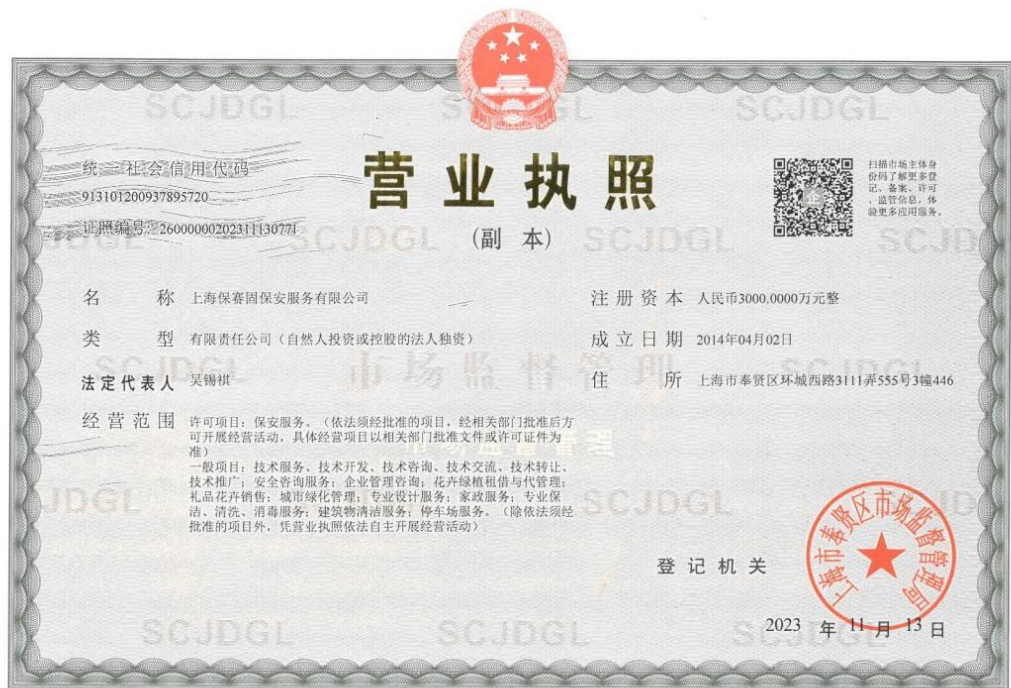 统一社会信用代码
913101200937895720
证照编号:26000000202311130771
营业执照
(副 本)
扫描市场主体身
份码了解更多登
记、备案、许可
、监管信息,体
验更多应用服务。
名 称 上海保赛固保安服务有限公司
类 型 有限责任公司(自然人投资或控股的法人独资)
法定代表人 吴锡祺
经营范围 许可项目:保安服务。(依法须经批准的项目,经相关部门批准后方
可开展经营活动,具体经营项目以相关部门批准文件或许可证件为
准)
一般项目:技术服务、技术开发、技术咨询、技术交流、技术转让、
技术推广;安全咨询服务;企业管理咨询;花卉绿植租借与代管理;
礼品花卉销售;城市绿化管理;专业设计服务;家政服务;专业保
洁、清洗、消毒服务;建筑物清洁服务;停车场服务。(除依法须经
批准的项目外,凭营业执照依法自主开展经营活动)
注册资本 人民币3000.0000万元整
成立日期 2014年04月02日
住 所 上海市奉贤区环城西路3111弄555号3幢446
登记机关
上海市奉贤区市场监督管理局
2023 年 11 月 13 日
SCJDGL
市场监督管理